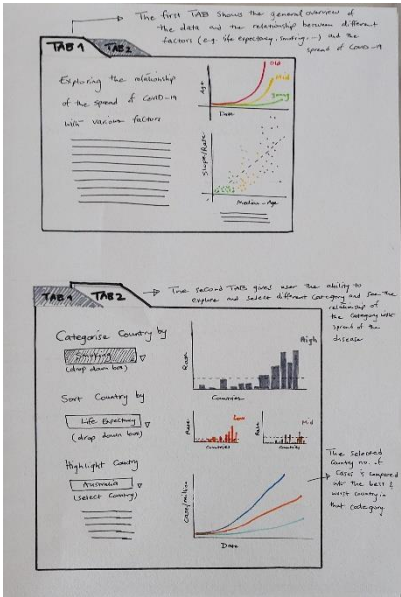 The first TAB shows the general overview of
the data and the relationship between different
factors (e.g. life expectancy, smoking, ...) and the
spread of Covid-19
TAB 1
TAB 2
Exploring the relationship
of the spread of Covid-19
with various factors
Old
Mid
young
Age
Date
Slope/Rate
Median-Age
TAB 1
TAB 2
The second TAB gives user the ability to
explore and select different category and see the
relationship of
the category with
spread of the
disease
Categorise Country by
(drop down box)
Sort Country by
Life Expectancy
(drop down box)
Highlight Country
Australia
(select Country)
Rate
High
Countries
Rate
Low
Countries
Rate
Mid
Countries
Case/million
Date
The selected
Country no. of
Cases is compared
with the best &
worst country in
that category